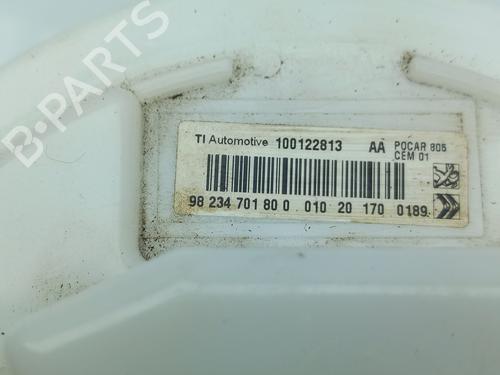 B-PARTS
TI Automotive 100122813 AA POCAR 805
CEM 01
98 234 701 80 0 010 20 170 0189